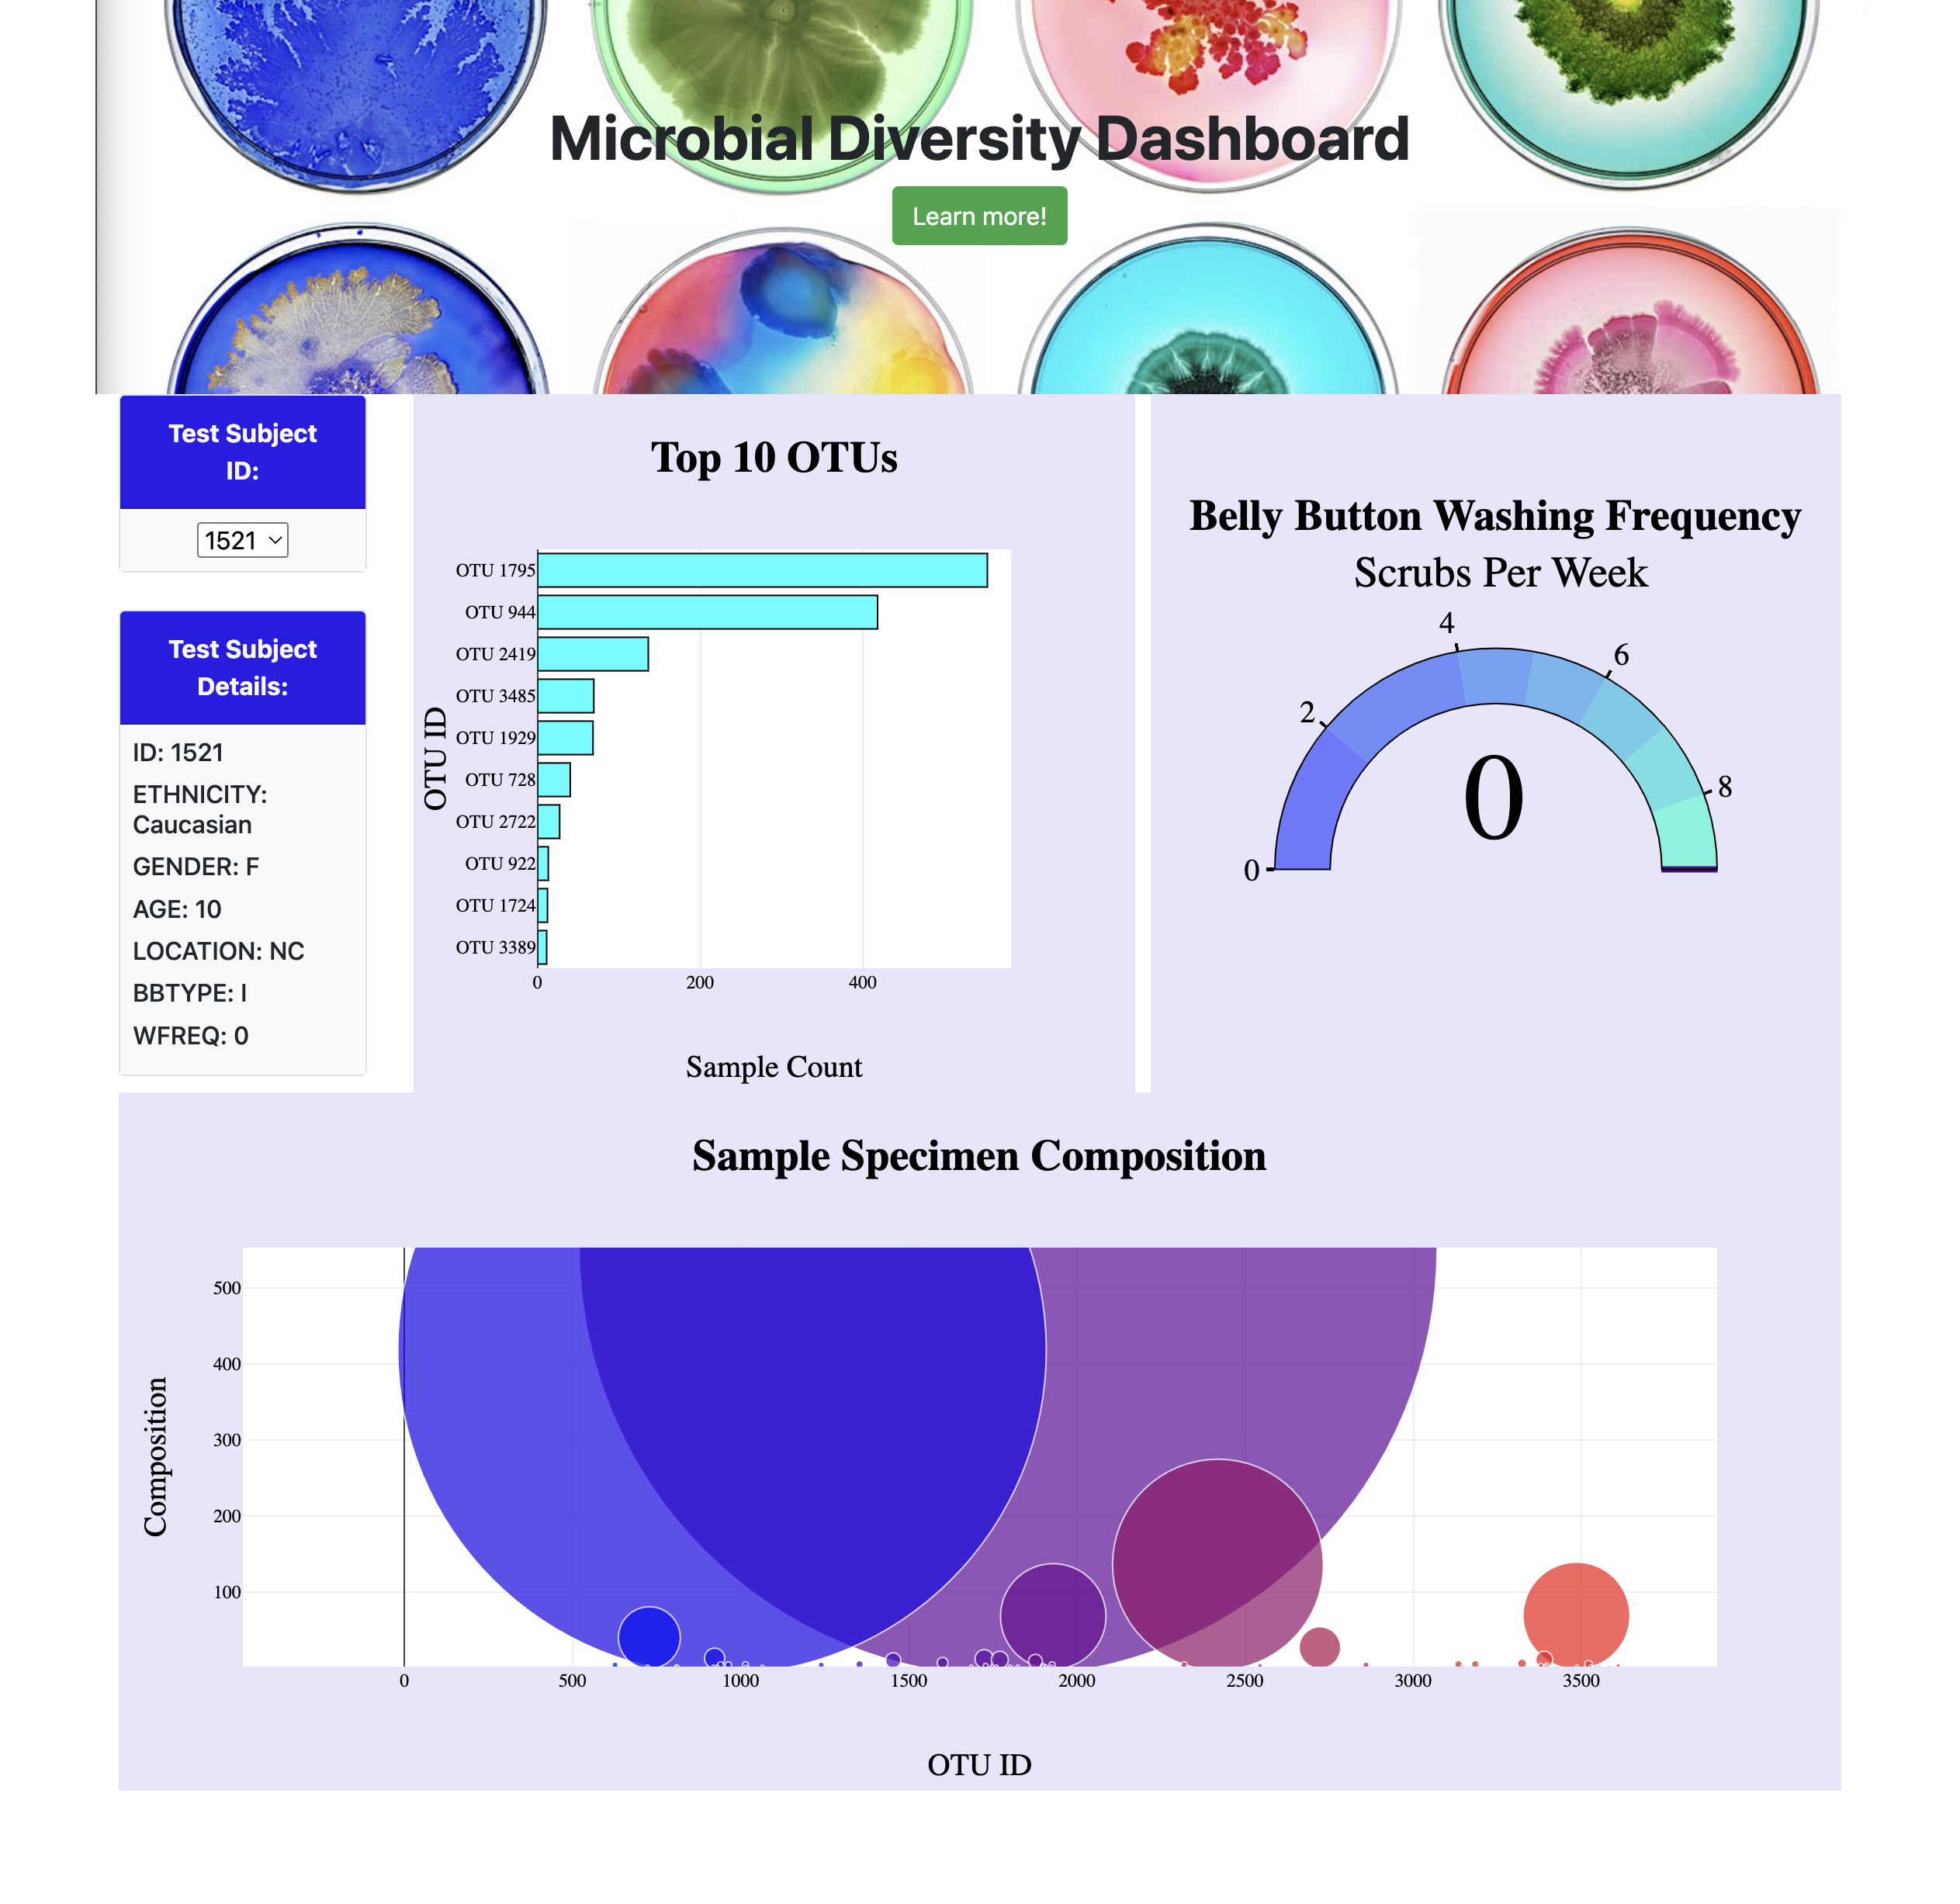 Microbial Diversity Dashboard
Learn more!
Test Subject
ID:
1521
Test Subject
Details:
ID: 1521
ETHNICITY:
Caucasian
GENDER: F
AGE: 10
LOCATION: NC
BBTYPE: I
WFREQ: 0
Top 10 OTUs
OTU ID
OTU 1795
OTU 944
OTU 2419
OTU 3485
OTU 1929
OTU 728
OTU 2722
OTU 922
OTU 1724
OTU 3389
0 200 400
Sample Count
Belly Button Washing Frequency
Scrubs Per Week
0 2 4 6 8
0
Sample Specimen Composition
Composition
500
400
300
200
100
0 500 1000 1500 2000 2500 3000 3500
OTU ID